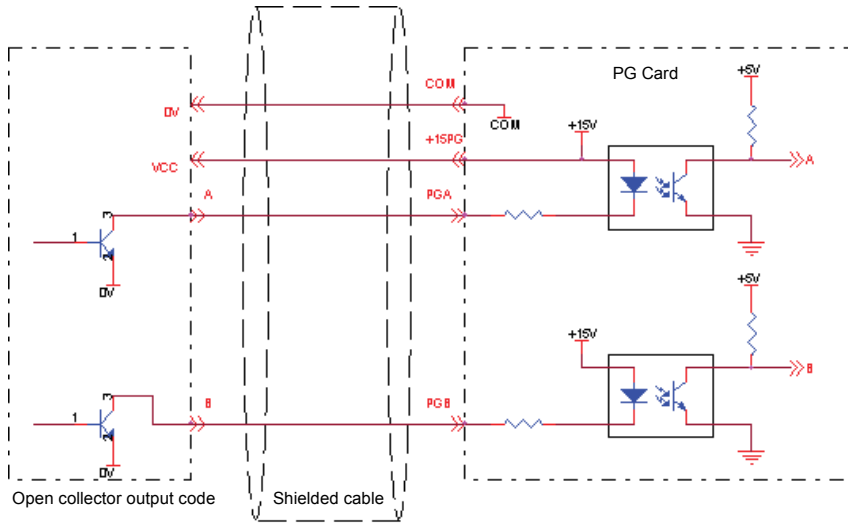 PG Card
+5V
COM
0V
COM
+15V
+15PG
A
VCC
A
PGA
3
1
2
0V
+5V
+15V
B
3
B
PGB
1
2
0V
Open collector output code
Shielded cable